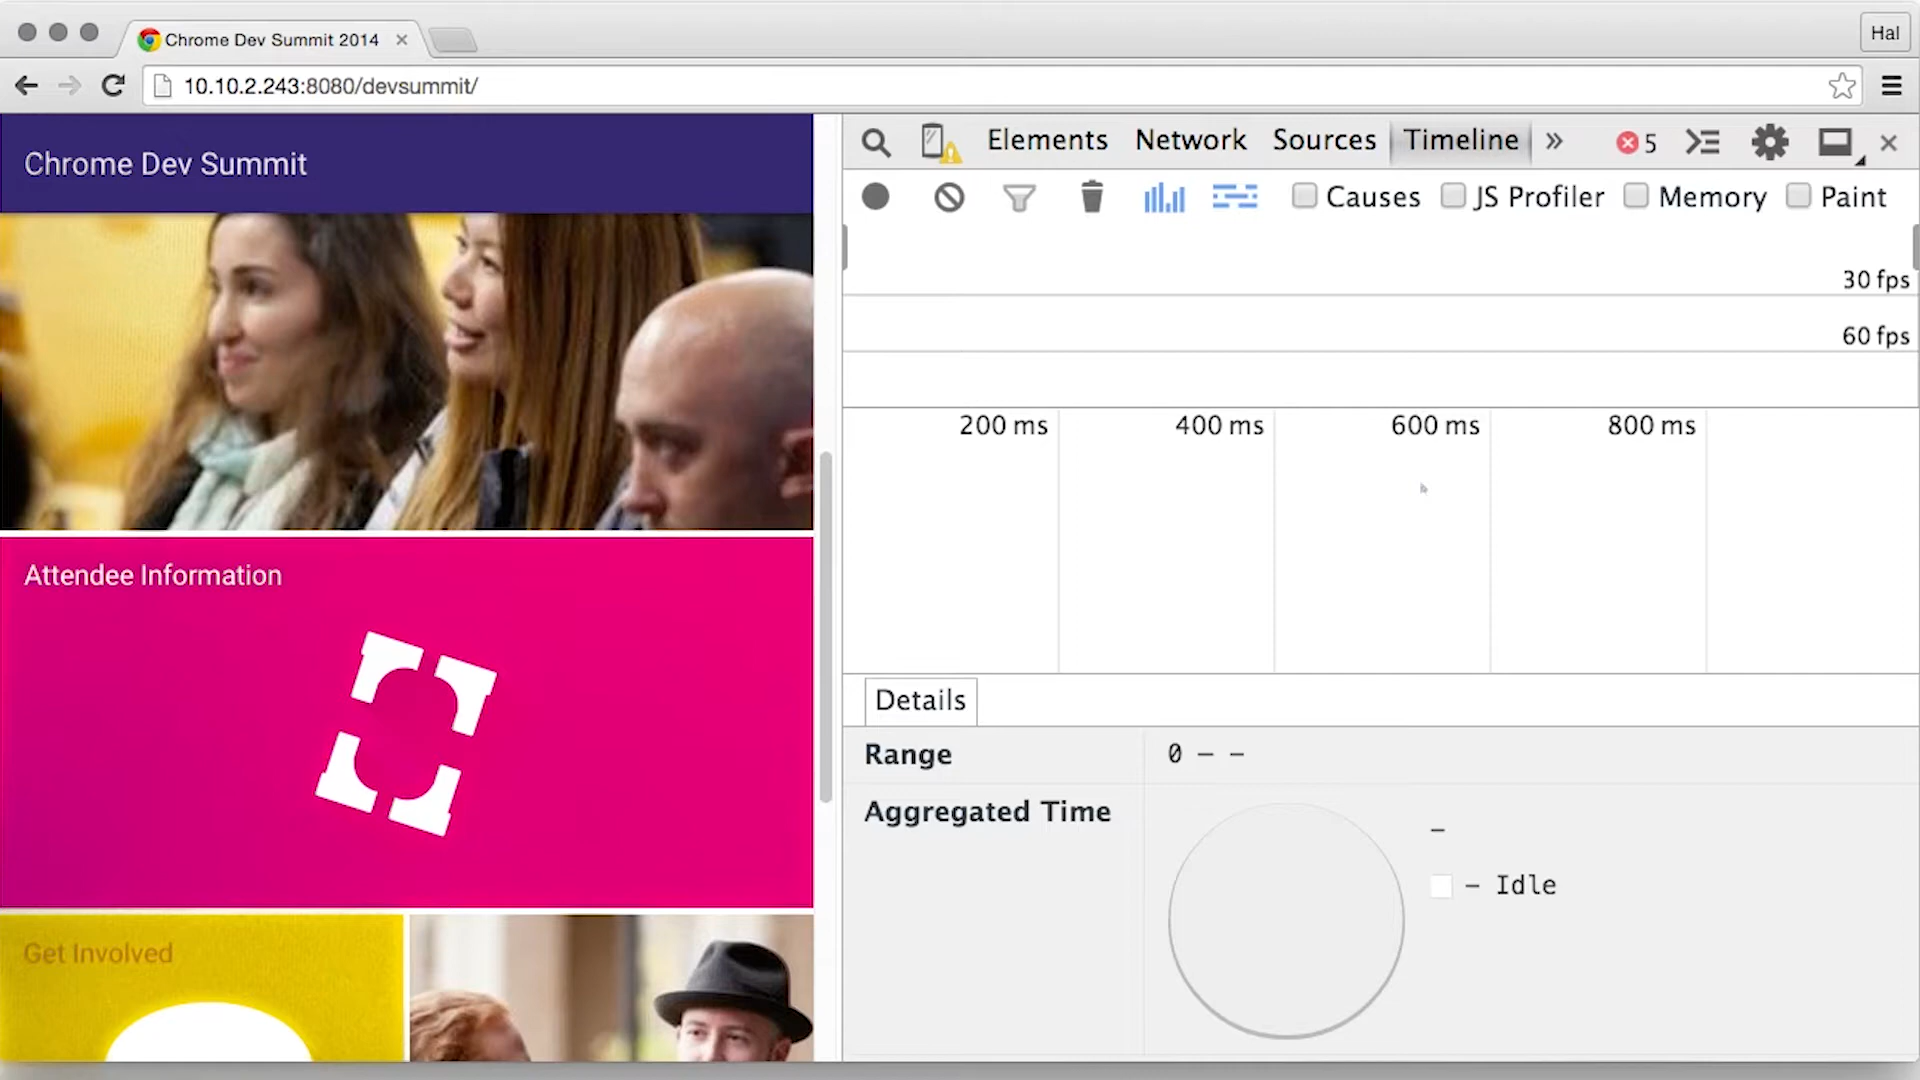 Chrome Dev Summit 2014
Hal
10.10.2.243:8080/devsummit/
Chrome Dev Summit
Elements Network Sources Timeline » 5
Causes JS Profiler Memory Paint
30 fps
60 fps
200 ms 400 ms 600 ms 800 ms
Attendee Information
Get Involved
Details
Range 0 – –
Aggregated Time
–
– Idle